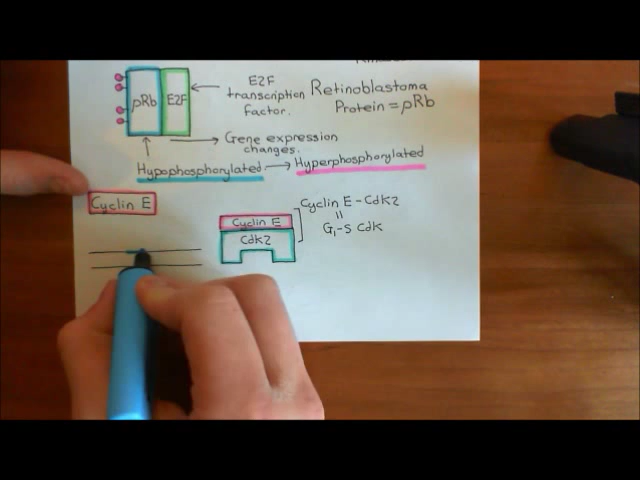 pRb E2F
E2F
transcription
factor.
Retinoblastoma
Protein = pRb
Gene expression
changes.
Hypophosphorylated → Hyperphosphorylated
Cyclin E
Cyclin E
Cdk2
Cyclin E-Cdk2
=
G₁-S Cdk